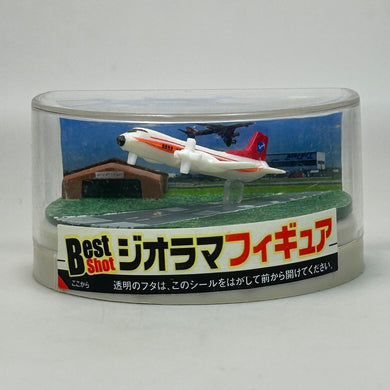 Best
Shot
ジオラマフィギュア
ここから
透明のフタは、このシールをはがして前から開けてください。